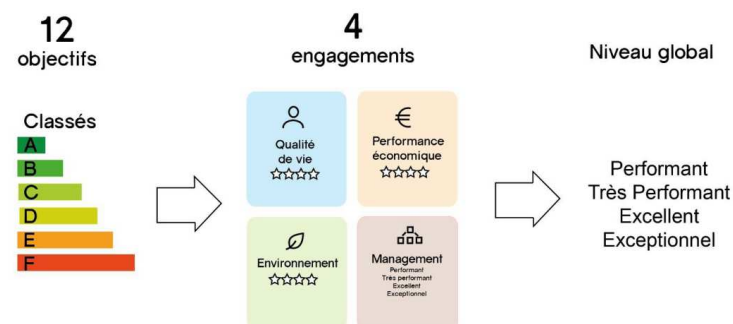 12
objectifs
Classés
A
B
C
D
E
F
4
engagements
Qualité
de vie
€
Performance
économique
Environnement
Management
Performant
Très performant
Excellent
Exceptionnel
Niveau global
Performant
Très Performant
Excellent
Exceptionnel